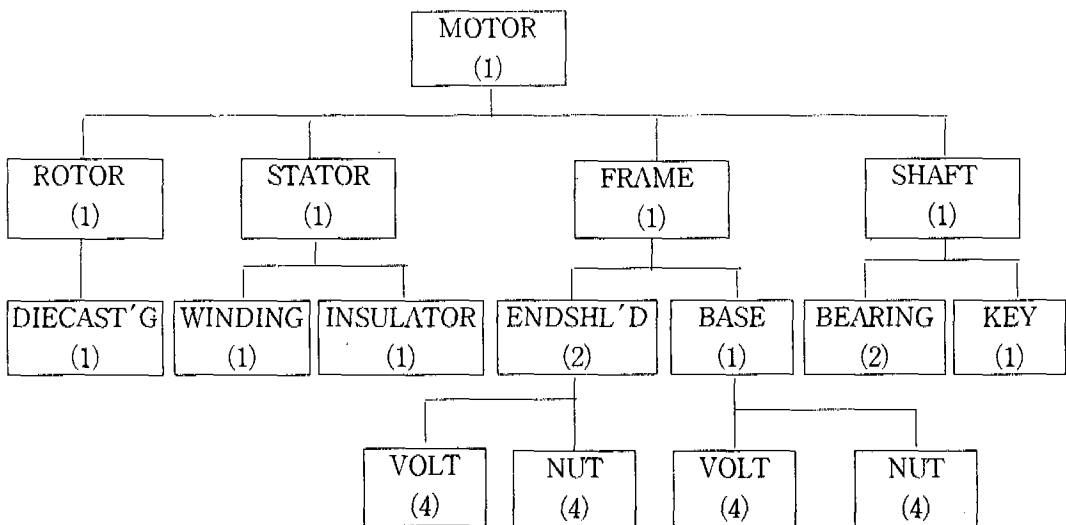 MOTOR
(1)
ROTOR
(1)
STATOR
(1)
FRAME
(1)
SHAFT
(1)
DIECAST´G
(1)
WINDING
(1)
INSULATOR
(1)
ENDSHL´D
(2)
BASE
(1)
BEARING
(2)
KEY
(1)
VOLT
(4)
NUT
(4)
VOLT
(4)
NUT
(4)